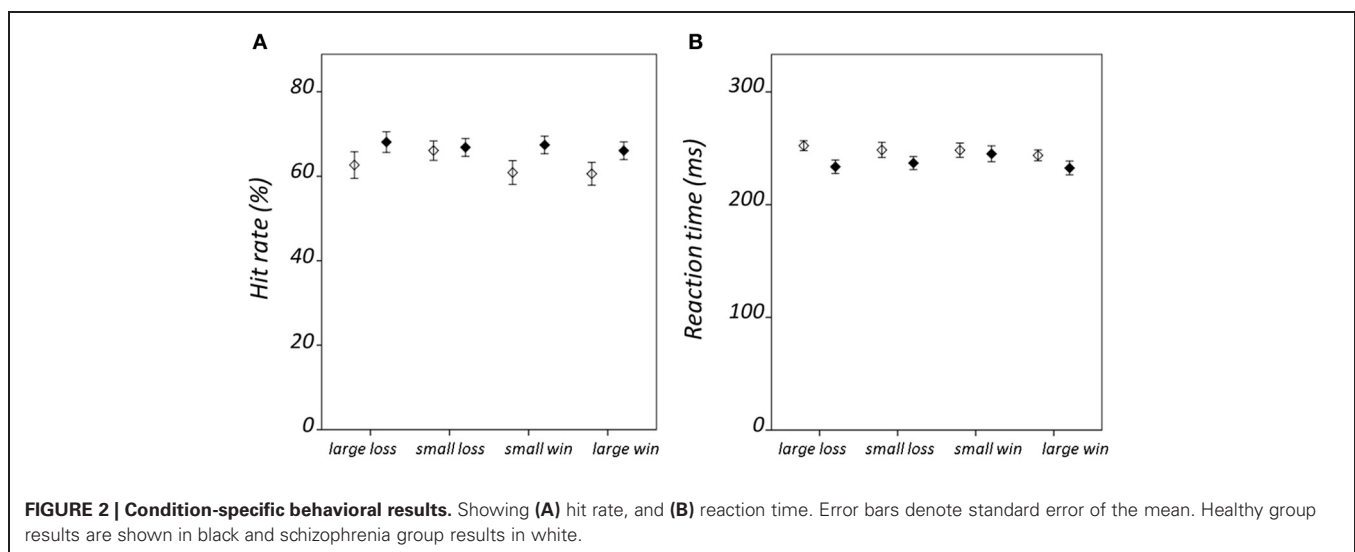 A
80
60
40
20
0
Hit rate (%)
large loss small loss small win large win
B
300
200
100
0
Reaction time (ms)
large loss small loss small win large win
FIGURE 2 | Condition-specific behavioral results. Showing (A) hit rate, and (B) reaction time. Error bars denote standard error of the mean. Healthy group
results are shown in black and schizophrenia group results in white.